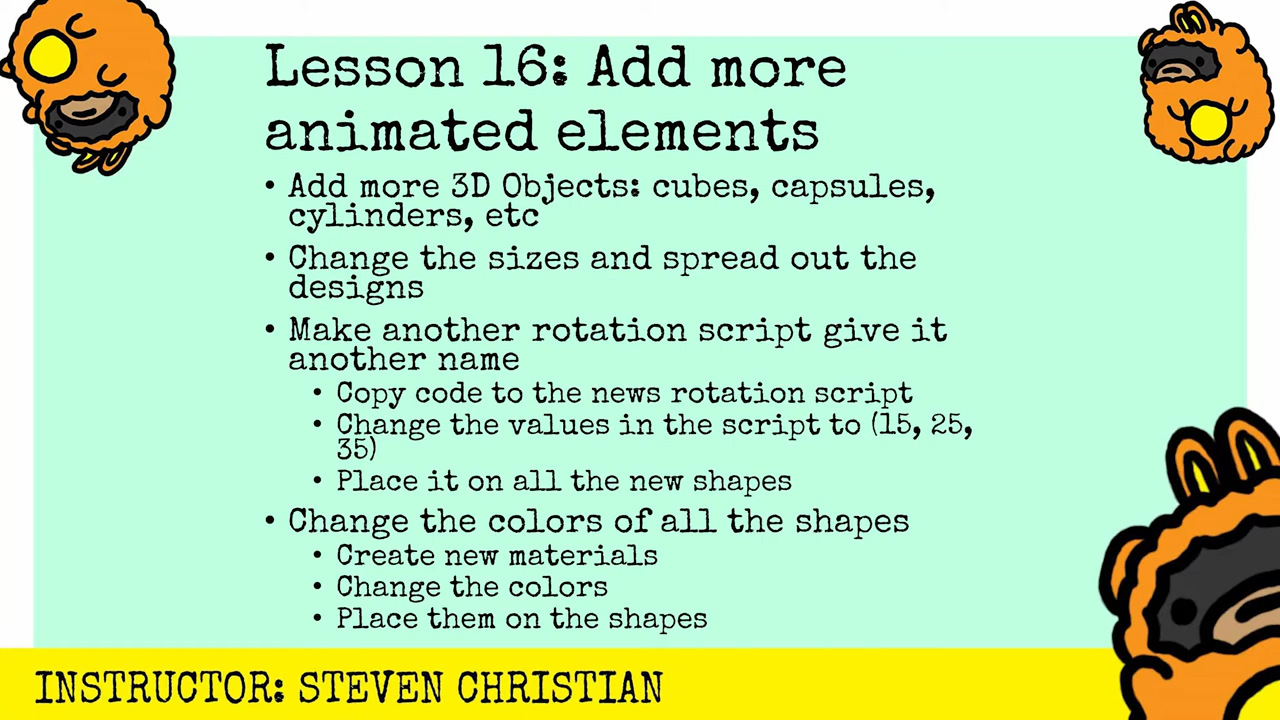 Lesson 16: Add more
animated elements
• Add more 3D Objects: cubes, capsules,
cylinders, etc
• Change the sizes and spread out the
designs
• Make another rotation script give it
another name
• Copy code to the news rotation script
• Change the values in the script to (15, 25,
35)
• Place it on all the new shapes
• Change the colors of all the shapes
• Create new materials
• Change the colors
• Place them on the shapes
INSTRUCTOR: STEVEN CHRISTIAN